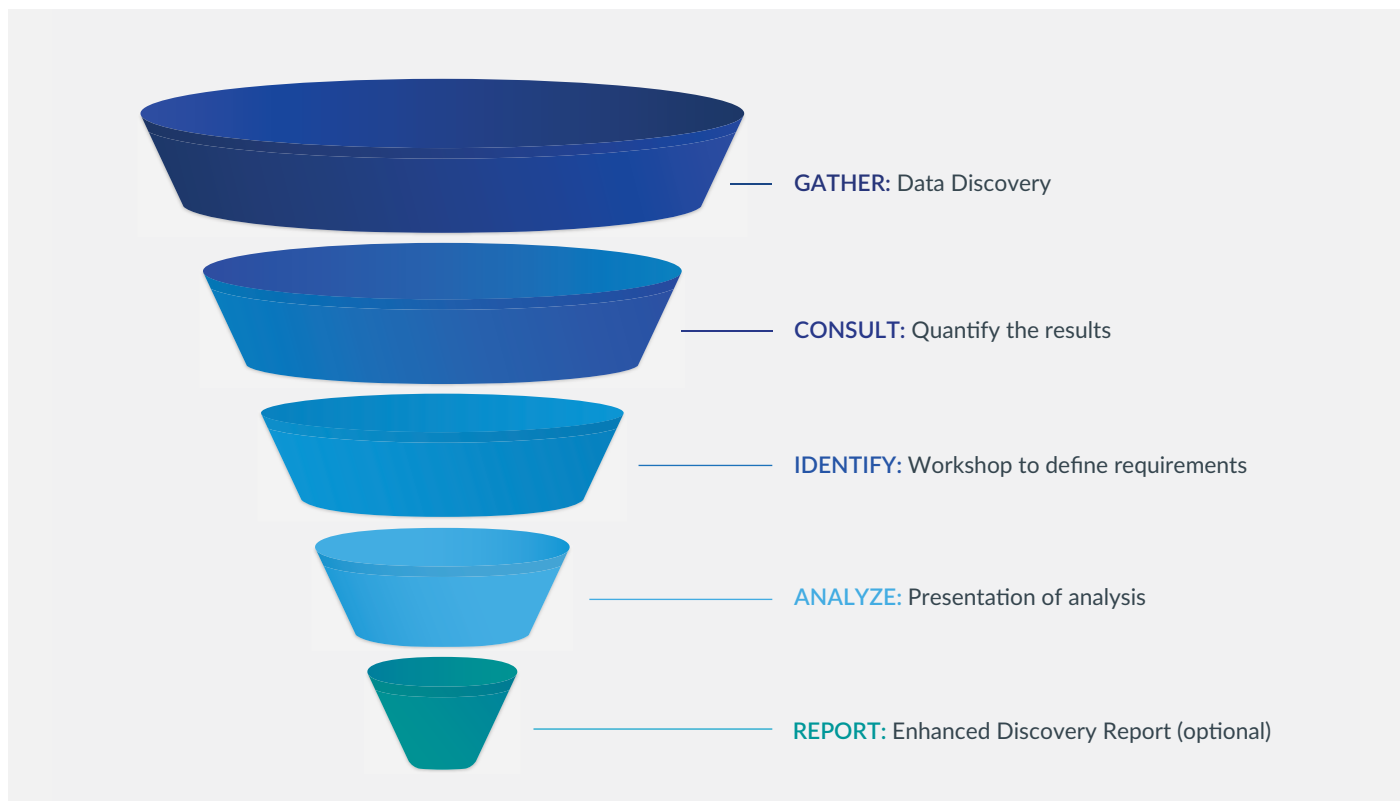 GATHER: Data Discovery
CONSULT: Quantify the results
IDENTIFY: Workshop to define requirements
ANALYZE: Presentation of analysis
REPORT: Enhanced Discovery Report (optional)